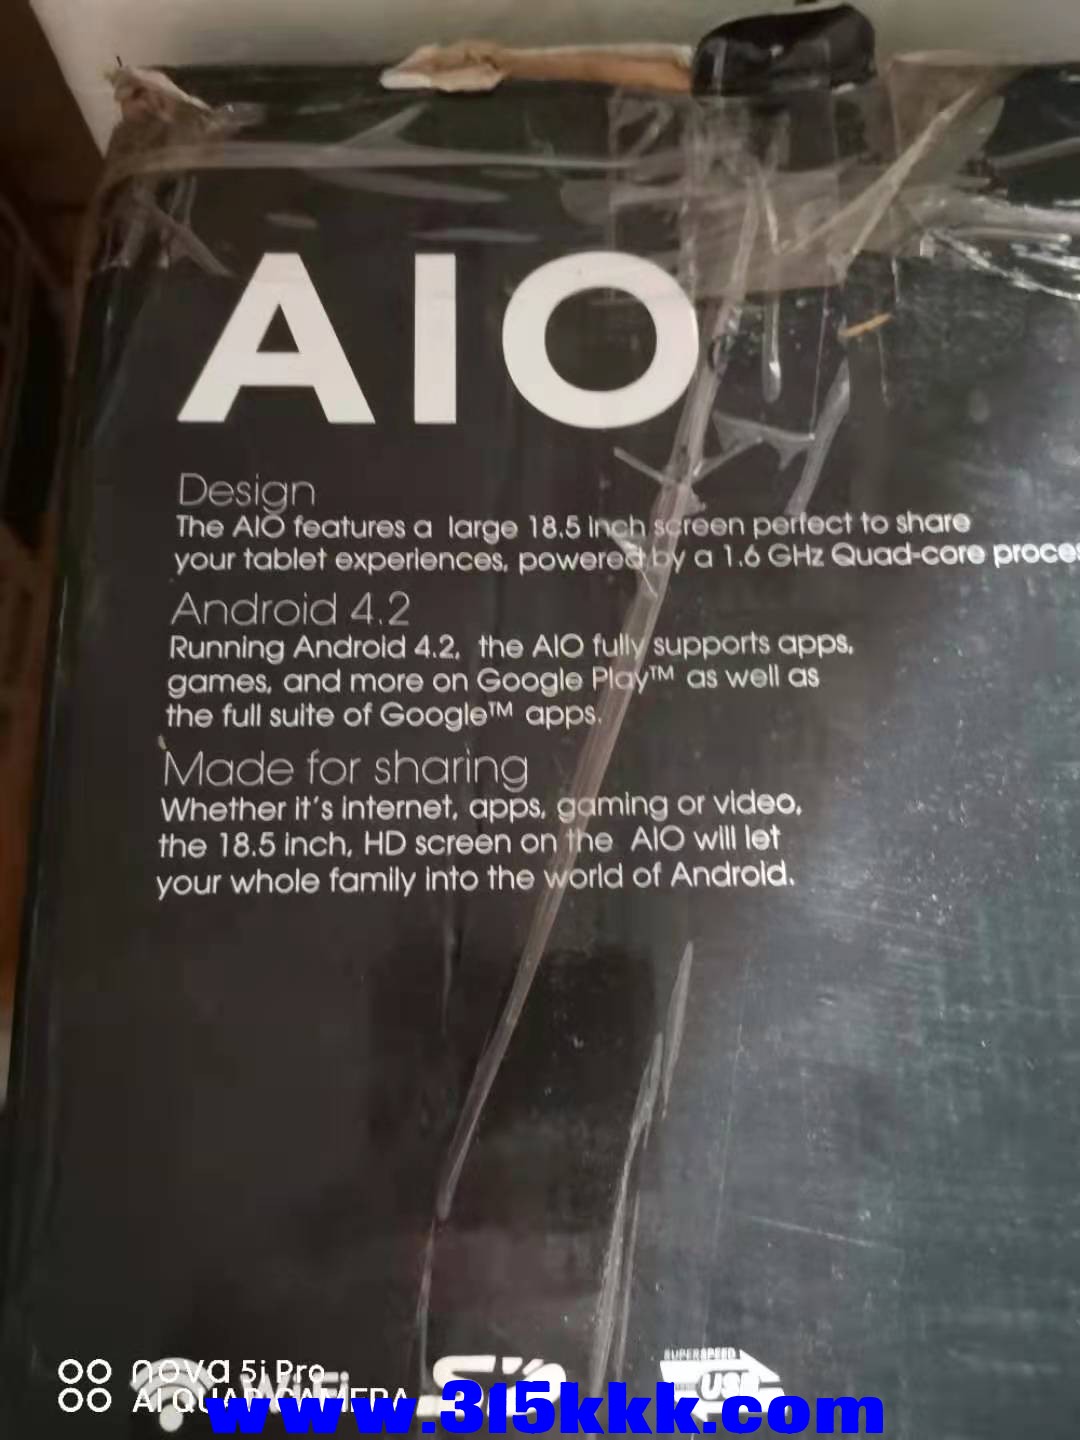 AIO
Design
The AIO features a large 18.5 inch screen perfect to share
your tablet experiences, powered by a 1.6 GHz Quad-core proces
Android 4.2
Running Android 4.2, the AIO fully supports apps,
games, and more on Google Play™ as well as
the full suite of Google™ apps.
Made for sharing
Whether it's internet, apps, gaming or video,
the 18.5 inch, HD screen on the AIO will let
your whole family into the world of Android.
nova 5i Pro
AI QUAD CAMERA
WiFi
SUPERSPEED
USB
www.315kkk.com